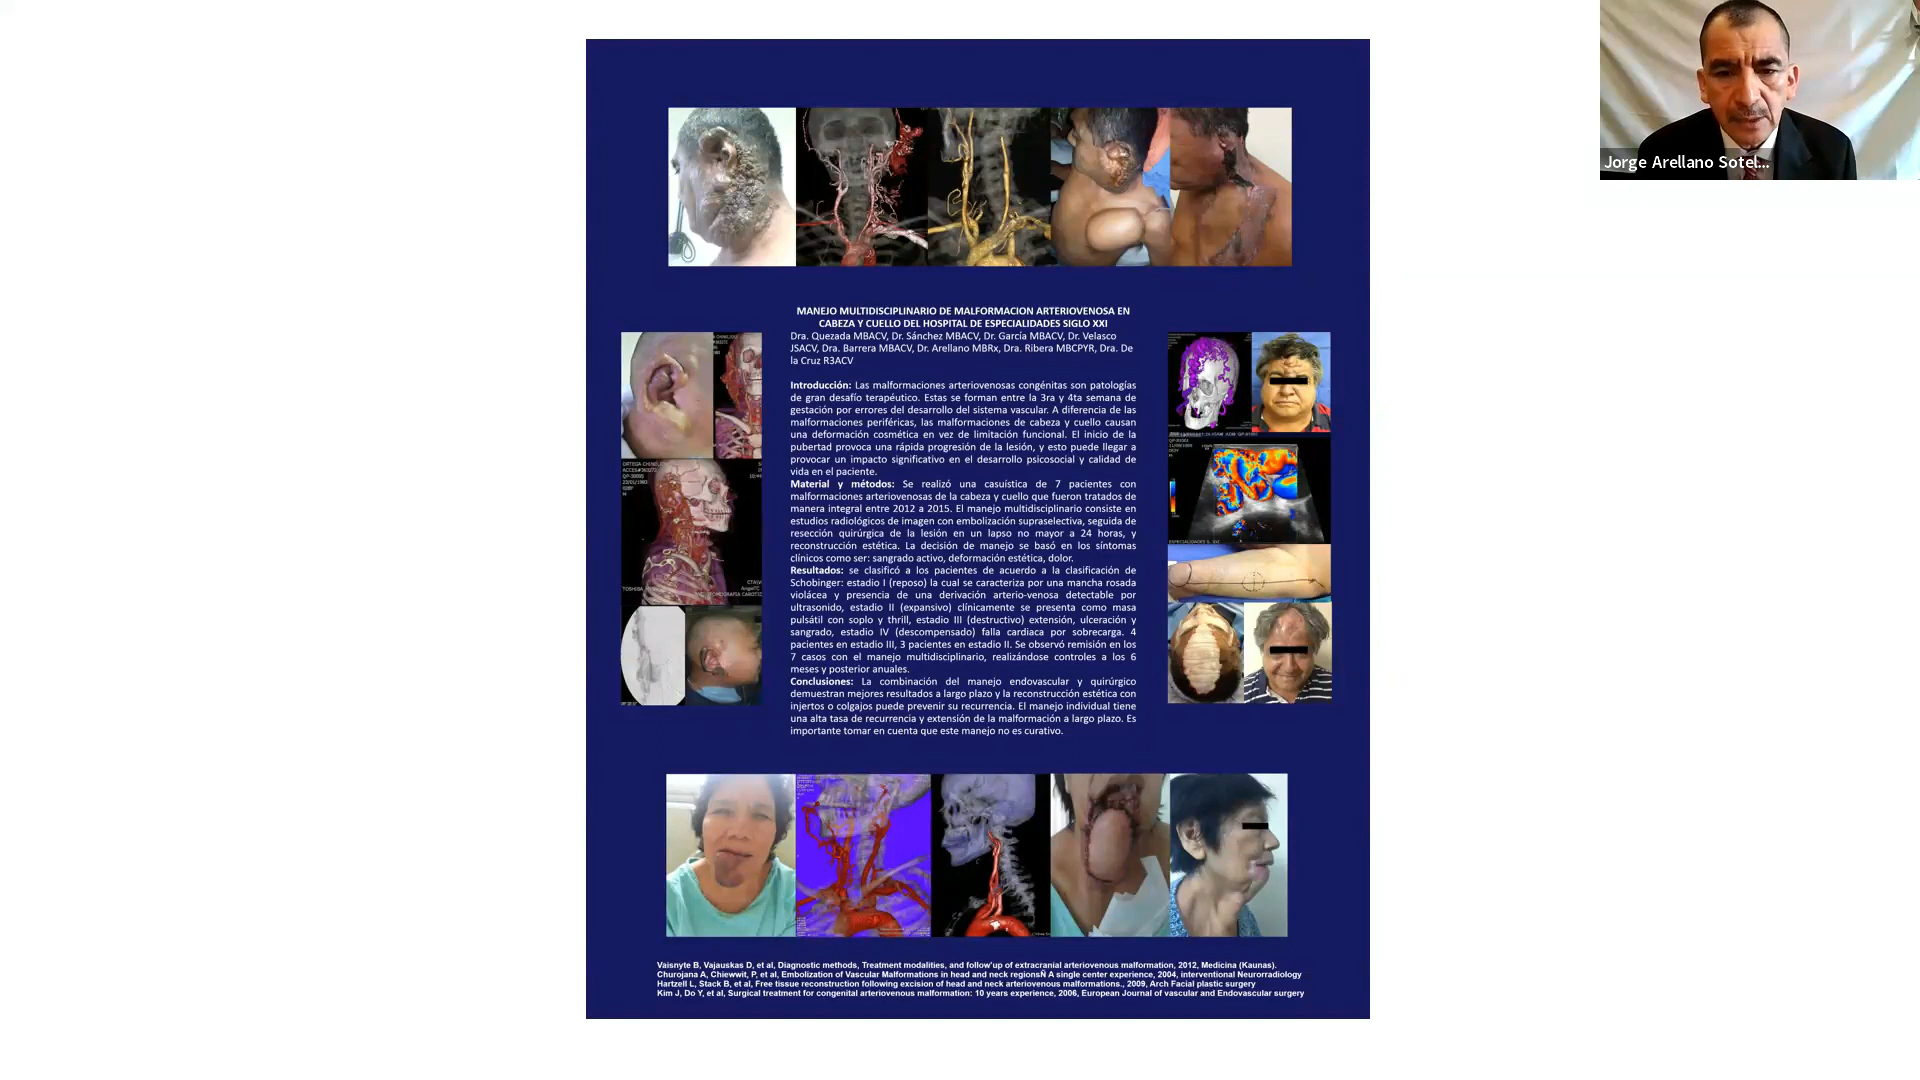 Jorge Arellano Sotel...
MANEJO MULTIDISCIPLINARIO DE MALFORMACION ARTERIOVENOSA EN
CABEZA Y CUELLO DEL HOSPITAL DE ESPECIALIDADES SIGLO XXI
Dra. Quezada MBACV, Dr. Sánchez MBACV, Dr. García MBACV, Dr. Velasco
JSACV, Dra. Barrera MBACV, Dr. Arellano MBRx, Dra. Ribera MBCPYR, Dra. De
la Cruz R3ACV
Introducción: Las malformaciones arteriovenosas congénitas son patologías
de gran desafío terapéutico. Estas se forman entre la 3ra y 4ta semana de
gestación por errores del desarrollo del sistema vascular. A diferencia de las
malformaciones periféricas, las malformaciones de cabeza y cuello causan
una deformación cosmética en vez de limitación funcional. El inicio de la
pubertad provoca una rápida progresión de la lesión, y esto puede llegar a
provocar un impacto significativo en el desarrollo psicosocial y calidad de
vida en el paciente.
Material y métodos: Se realizó una casuística de 7 pacientes con
malformaciones arteriovenosas de la cabeza y cuello que fueron tratados de
manera integral entre 2012 a 2015. El manejo multidisciplinario consiste en
estudios radiológicos de imagen con embolización supraselectiva, seguida de
resección quirúrgica de la lesión en un lapso no mayor a 24 horas, y
reconstrucción estética. La decisión de manejo se basó en los síntomas
clínicos como ser: sangrado activo, deformación estética, dolor.
Resultados: se clasificó a los pacientes de acuerdo a la clasificación de
Schobinger: estadio I (reposo) la cual se caracteriza por una mancha rosada
violácea y presencia de una derivación arterio-venosa detectable por
ultrasonido, estadio II (expansivo) clínicamente se presenta como masa
pulsátil con soplo y thrill, estadio III (destructivo) extensión, ulceración y
sangrado, estadio IV (descompensado) falla cardiaca por sobrecarga. 4
pacientes en estadio III, 3 pacientes en estadio II. Se observó remisión en los
7 casos con el manejo multidisciplinario, realizándose controles a los 6
meses y posterior anuales.
Conclusiones: La combinación del manejo endovascular y quirúrgico
demuestran mejores resultados a largo plazo y la reconstrucción estética con
injertos o colgajos puede prevenir su recurrencia. El manejo individual tiene
una alta tasa de recurrencia y extensión de la malformación a largo plazo. Es
importante tomar en cuenta que este manejo no es curativo.
Vaisnyte B, Vajauskas D, et al, Diagnostic methods, Treatment modalities, and follow'up of extracranial arteriovenous malformation, 2012, Medicina (Kaunas).
Churojana A, Chiewwit, P, et al, Embolization of Vascular Malformations in head and neck regionsÑ A single center experience, 2004, interventional Neurorradiology
Hartzell L, Stack B, et al, Free tissue reconstruction following excision of head and neck arteriovenous malformations., 2009, Arch Facial plastic surgery
Kim J, Do Y, et al, Surgical treatment for congenital arteriovenous malformation: 10 years experience, 2006, European Journal of vascular and Endovascular surgery